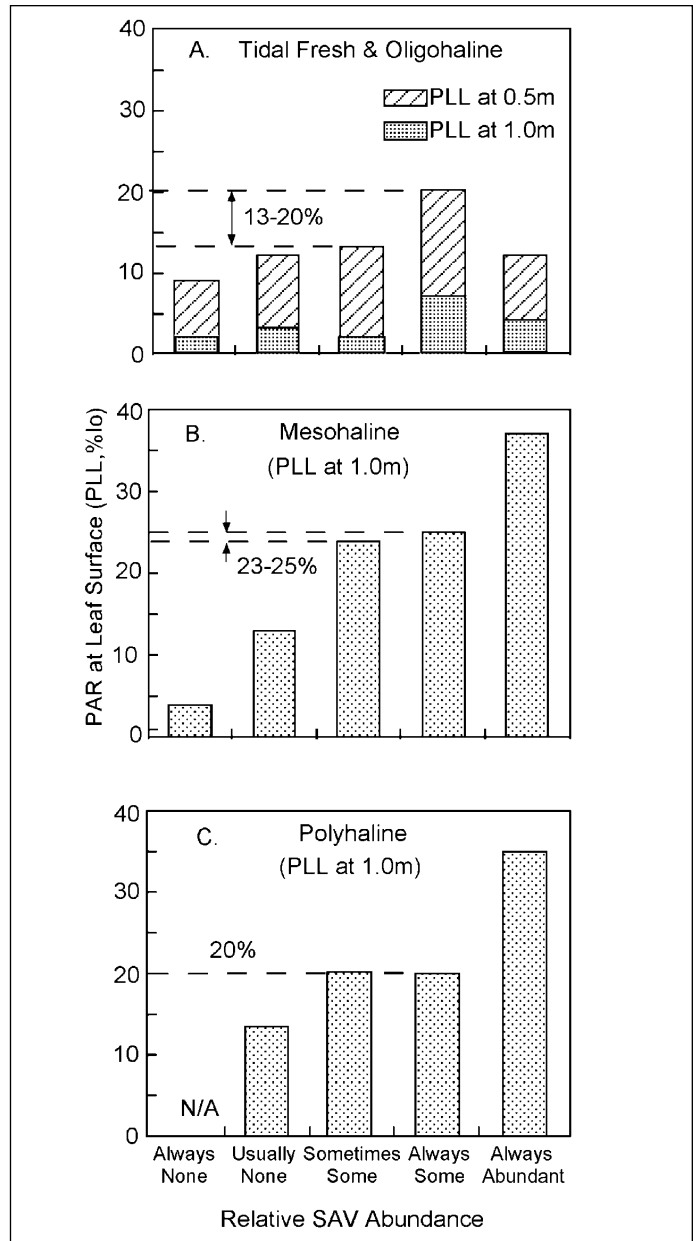 PAR at Leaf Surface (PLL,%Io)
A. Tidal Fresh & Oligohaline
40
30
20
10
0
PLL at 0.5m
PLL at 1.0m
13-20%
B. Mesohaline
(PLL at 1.0m)
40
30
20
10
0
23-25%
C. Polyhaline
(PLL at 1.0m)
40
30
20
10
0
20%
N/A
Always None
Usually None
Sometimes Some
Always Some
Always Abundant
Relative SAV Abundance